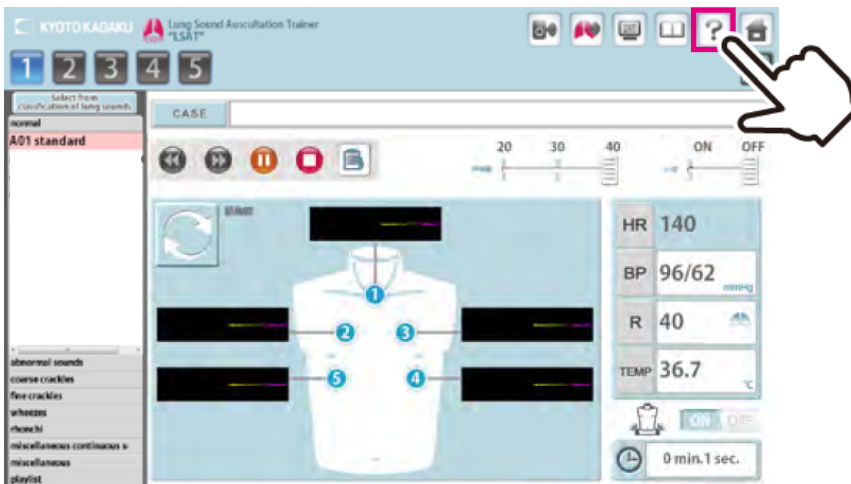 KYOTO KAGAKU
Lung Sound Auscultation Trainer
"LSAT"
?
1 2 3 4 5
Select from
classification of lung sounds
normal
A01 standard
abnormal sounds
coarse crackles
fine crackles
wheezes
rhonchi
miscellaneous continuous s
miscellaneous
playlist
CASE
20 30 40
ON OFF
1
2
3
5
4
HR 140
BP 96/62 mmHg
R 40
TEMP 36.7 ℃
ON OFF
0 min.1 sec.